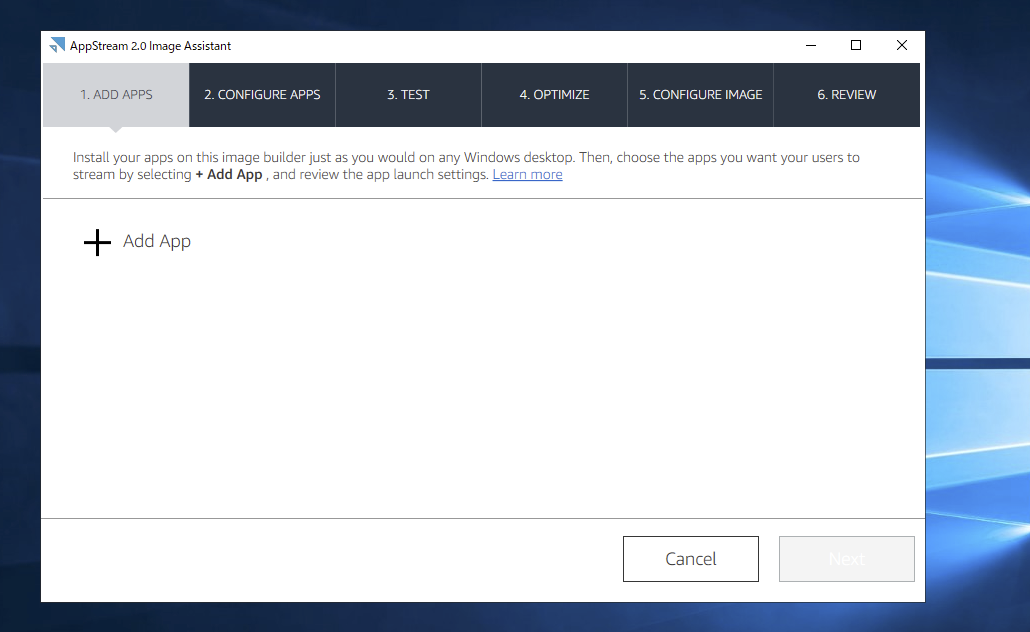 AppStream 2.0 Image Assistant
1. ADD APPS 2. CONFIGURE APPS 3. TEST 4. OPTIMIZE 5. CONFIGURE IMAGE 6. REVIEW
Install your apps on this image builder just as you would on any Windows desktop. Then, choose the apps you want your users to
stream by selecting + Add App , and review the app launch settings. Learn more
Add App
Cancel Next